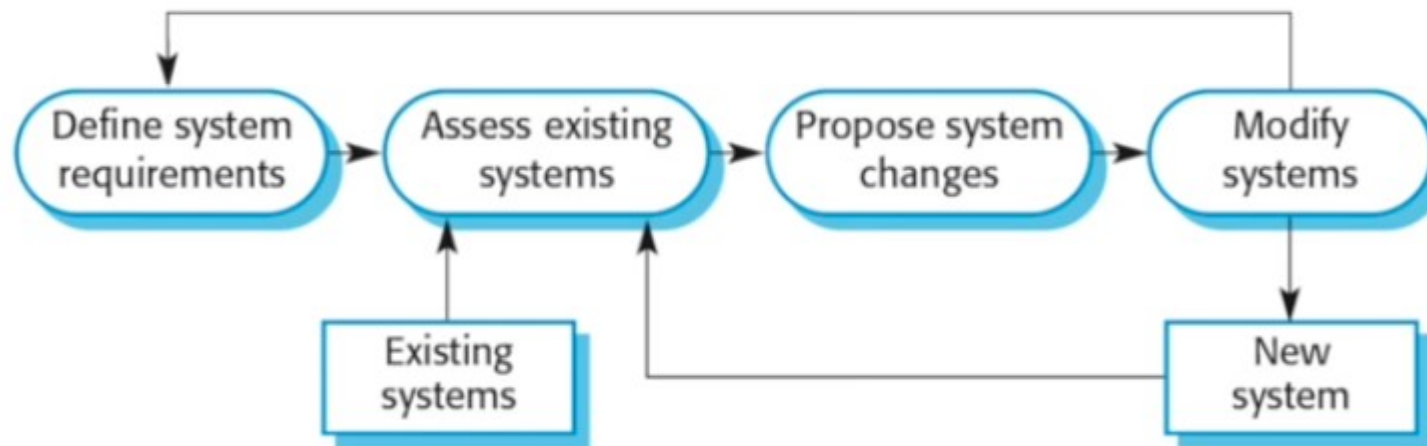 Define system
requirements
Assess existing
systems
Propose system
changes
Modify
systems
Existing
systems
New
system